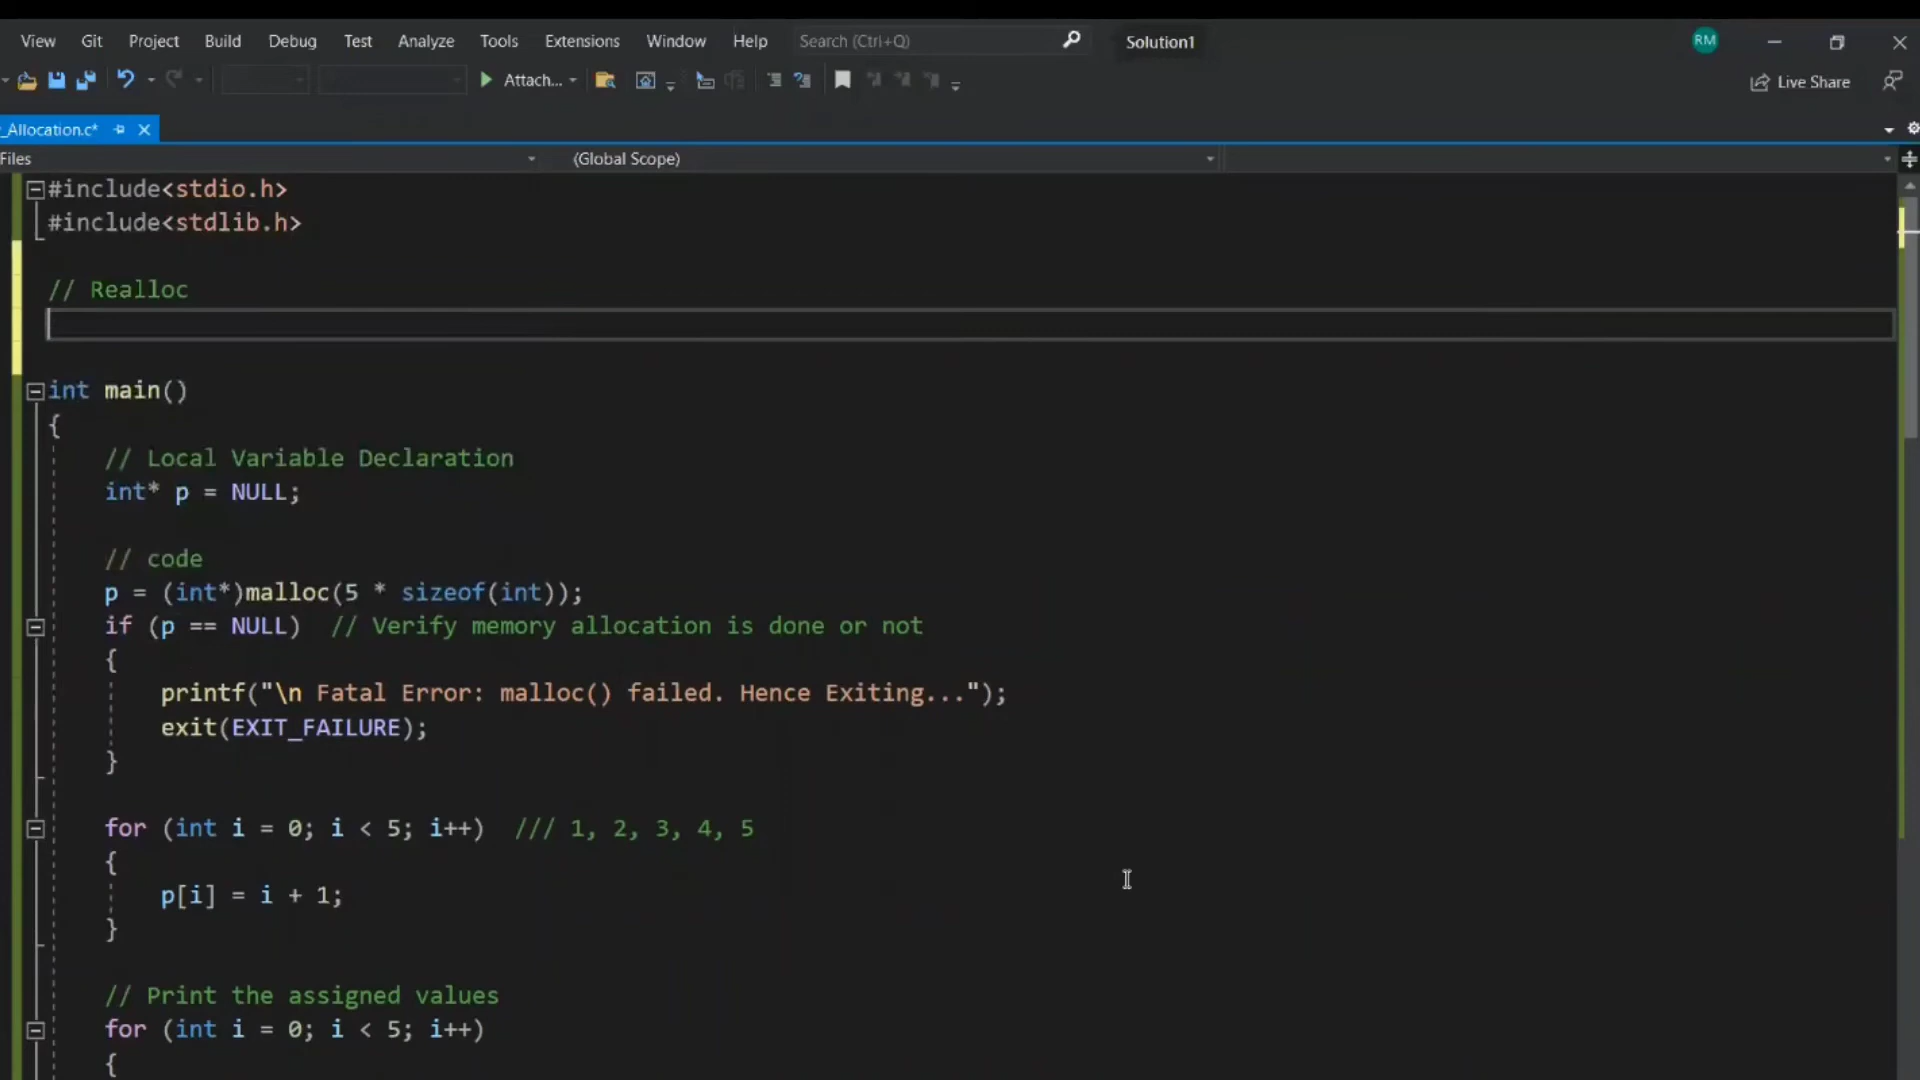 View Git Project Build Debug Test Analyze Tools Extensions Window Help Search (Ctrl+Q) Solution1 RM
Attach... Live Share
_Allocation.c*
Files (Global Scope)
#include<stdio.h>
#include<stdlib.h>
// Realloc
int main()
{
// Local Variable Declaration
int* p = NULL;
// code
p = (int*)malloc(5 * sizeof(int));
if (p == NULL) // Verify memory allocation is done or not
{
printf("\n Fatal Error: malloc() failed. Hence Exiting...");
exit(EXIT_FAILURE);
}
for (int i = 0; i < 5; i++) /// 1, 2, 3, 4, 5
{
p[i] = i + 1;
}
// Print the assigned values
for (int i = 0; i < 5; i++)
{